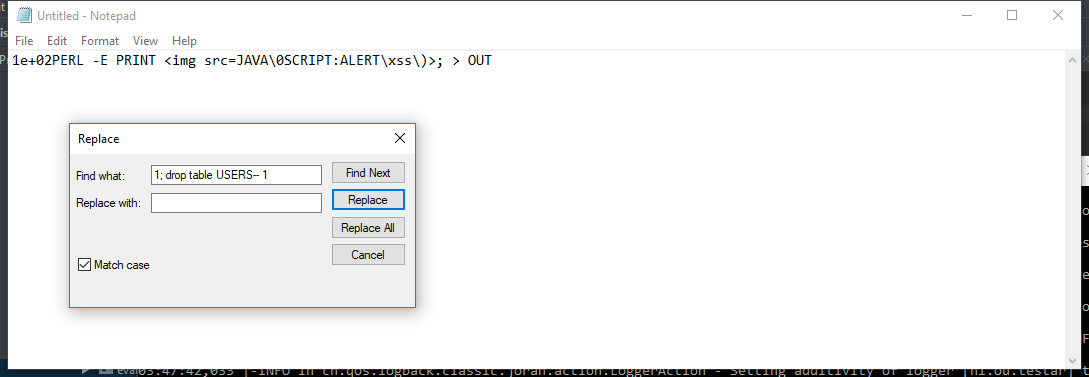 Untitled - Notepad
File Edit Format View Help
1e+02PERL -E PRINT <img src=JAVA\0SCRIPT:ALERT\xss\)>; > OUT
Replace
Find what: 1; drop table USERS-- 1 Find Next
Replace with: Replace
Replace All
Cancel
Match case
eval03:47:42,033 |-INFO in ch.qos.logback.classic.joran.action.LoggerAction - Setting additivity of logger [nl.ou.testar]